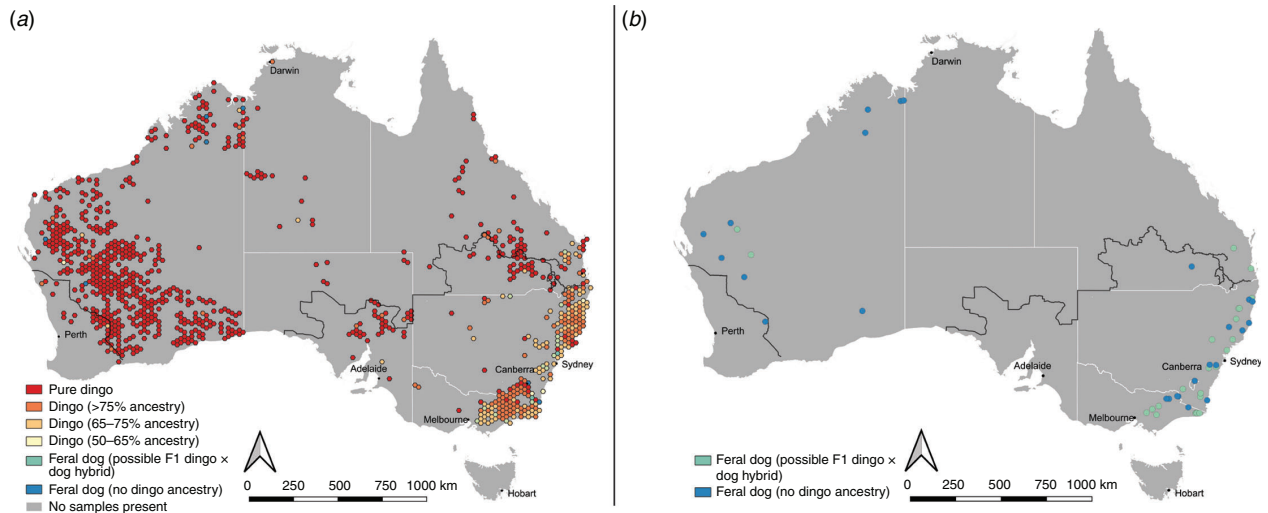 (a)
Darwin
Perth
Adelaide
Canberra
Sydney
Melbourne
Hobart
Pure dingo
Dingo (>75% ancestry)
Dingo (65–75% ancestry)
Dingo (50–65% ancestry)
Feral dog (possible F1 dingo ×
dog hybrid)
Feral dog (no dingo ancestry)
No samples present
0 250 500 750 1000 km
(b)
Darwin
Perth
Adelaide
Canberra
Sydney
Melbourne
Hobart
Feral dog (possible F1 dingo ×
dog hybrid)
Feral dog (no dingo ancestry)
0 250 500 750 1000 km